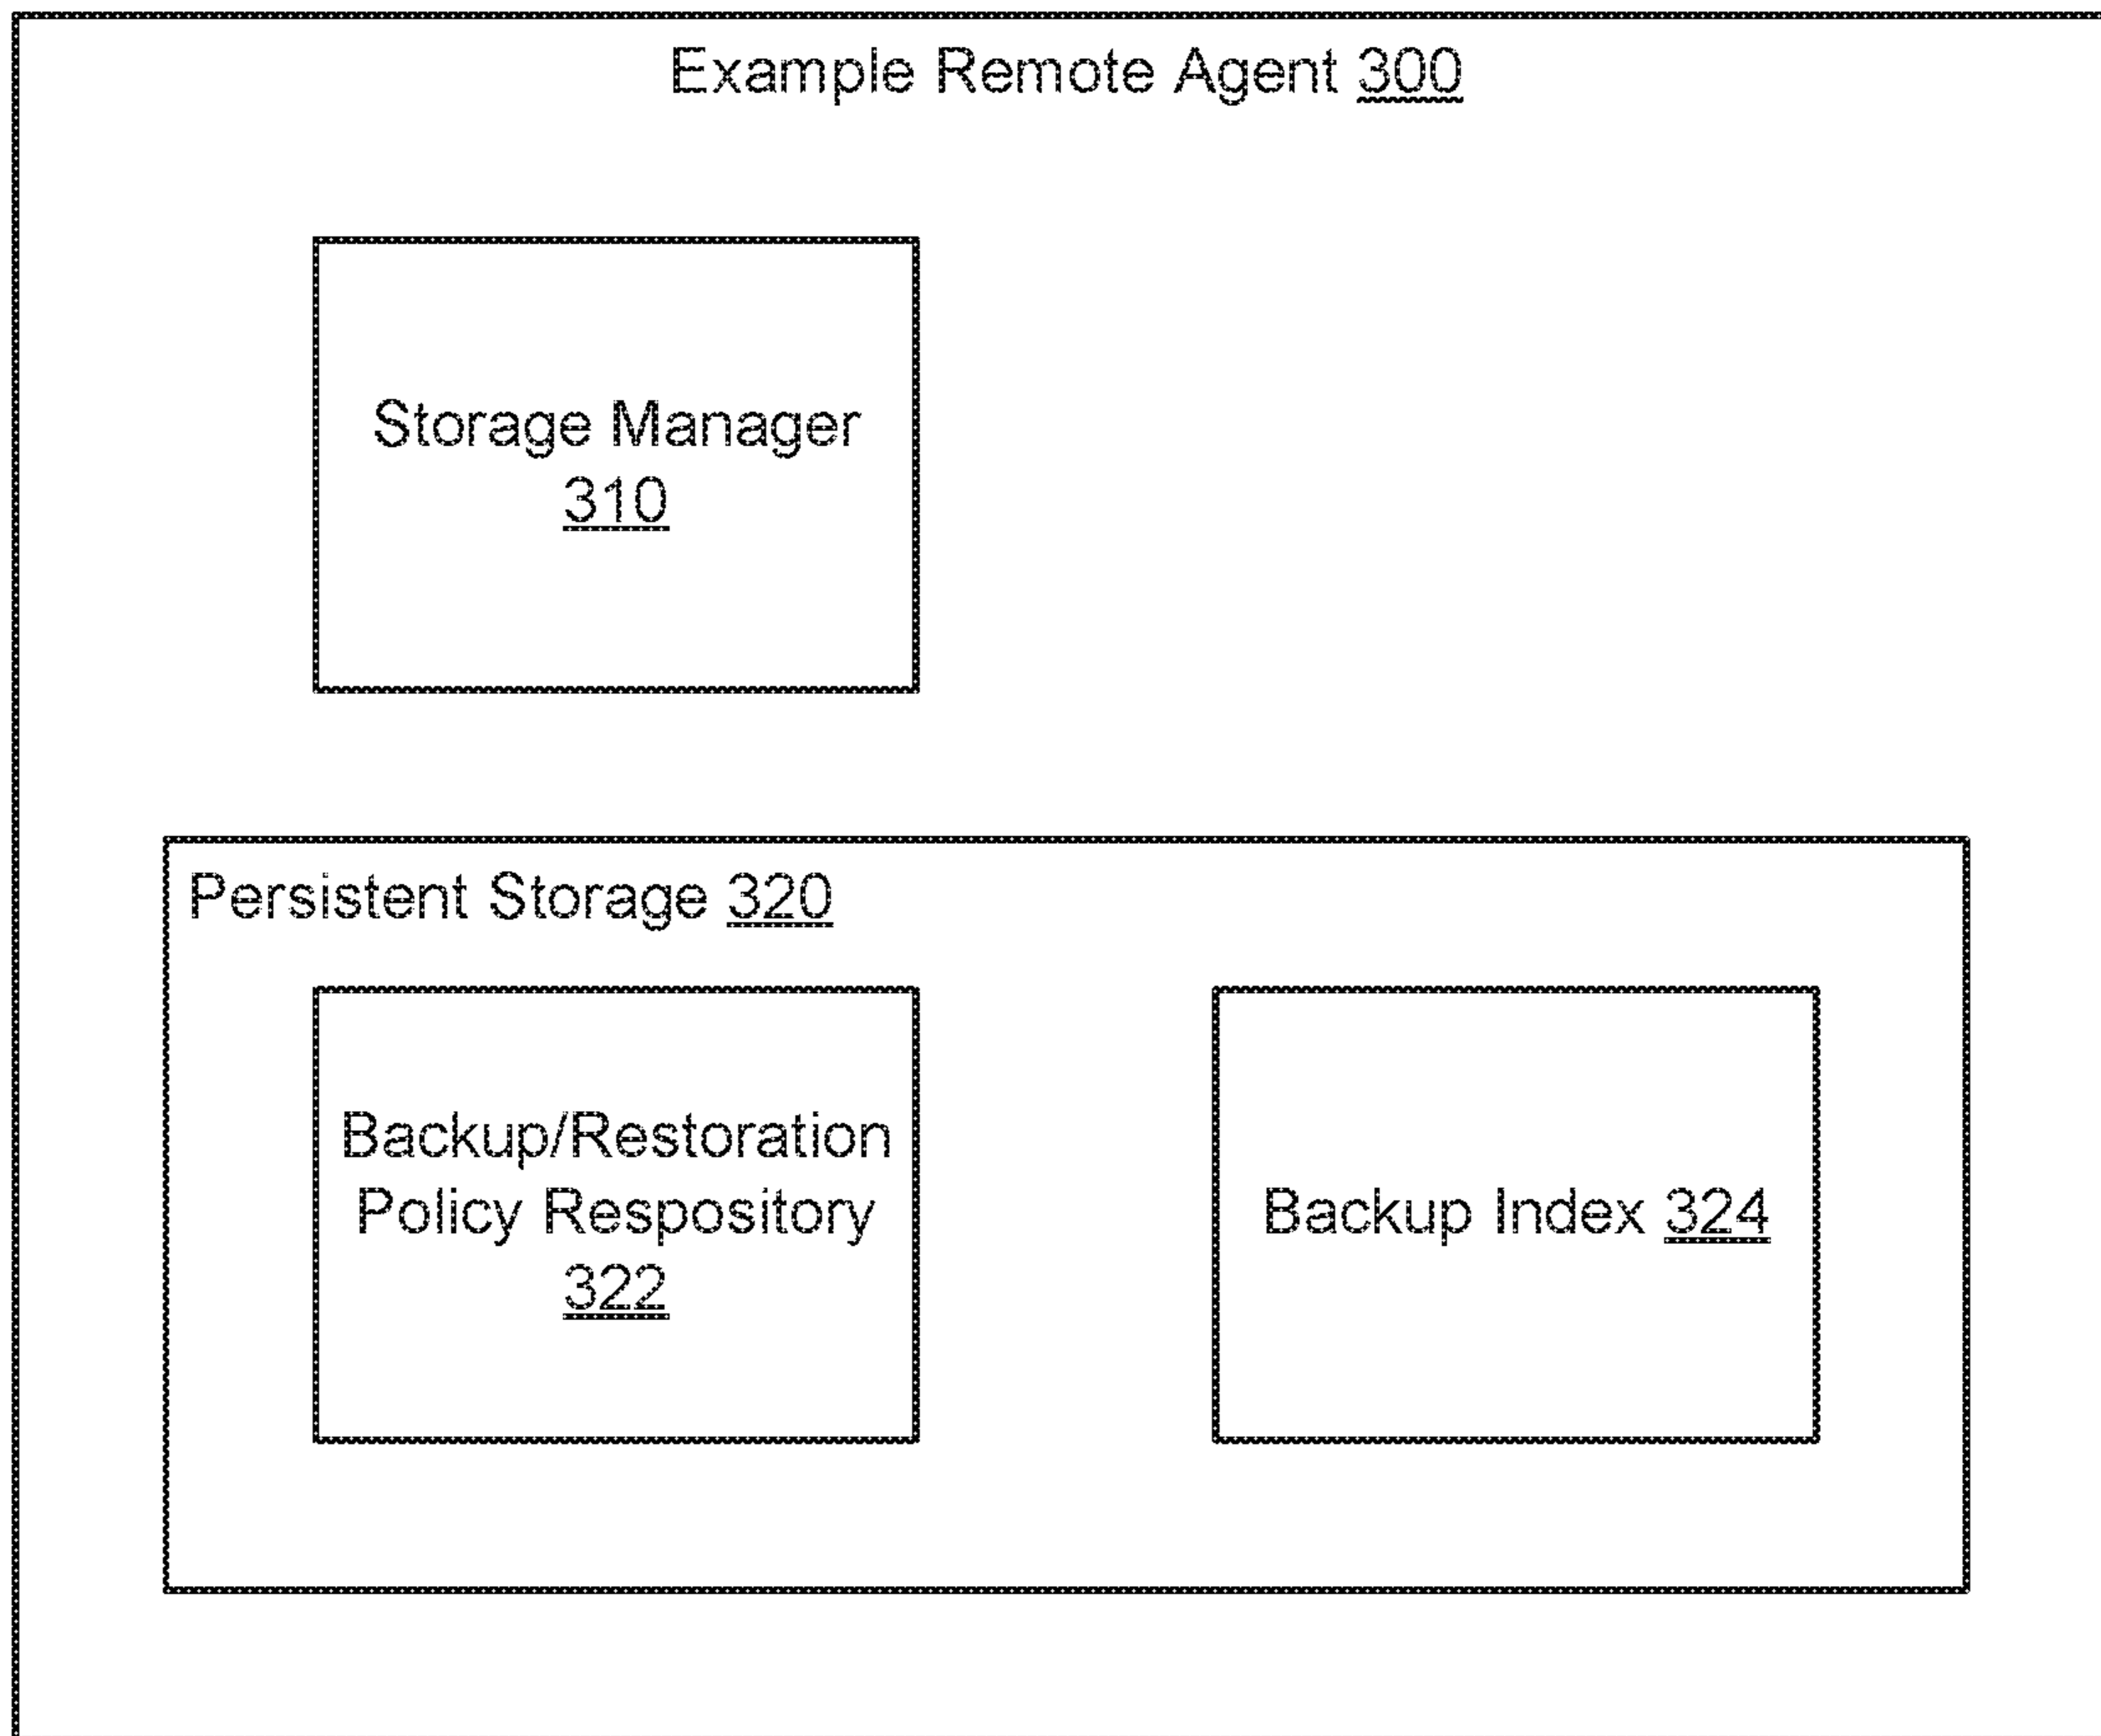 Example Remote Agent 300
Storage Manager
310
Persistent Storage 320
Backup/Restoration
Policy Respository
322
Backup Index 324